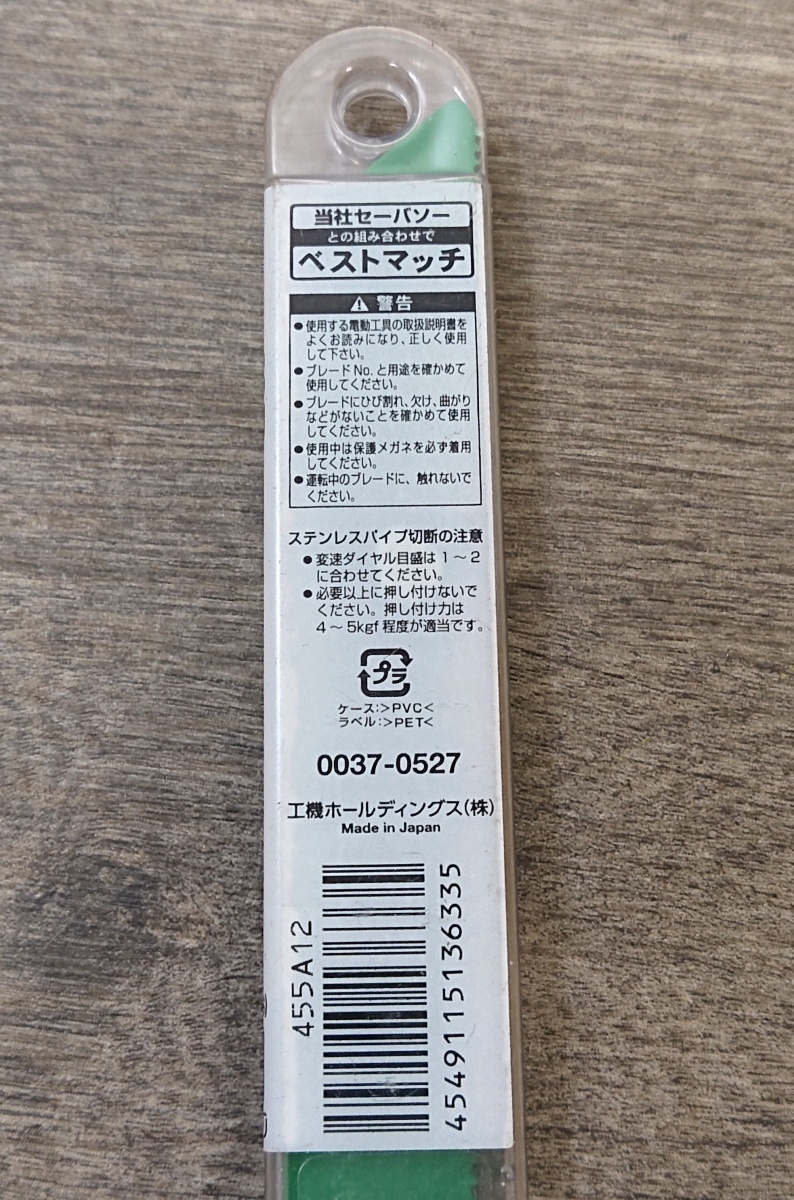 当社セーバソー
との組み合わせで
ベストマッチ
警告
●使用する電動工具の取扱説明書を
よくお読みになり、正しく使用
して下さい。
●ブレードNo.と用途を確かめて
使用してください。
●ブレードにひび割れ、欠け、曲がり
などがないことを確かめて使用
してください。
●使用中は保護メガネを必ず着用
してください。
●運転中のブレードに、触れないで
ください。
ステンレスパイプ切断の注意
●変速ダイヤル目盛は1～2
に合わせてください。
●必要以上に押し付けないで
ください。押し付け力は
4～5kgf程度が適当です。
プラ
ケース:>PVC<
ラベル:>PET<
0037-0527
工機ホールディングス(株)
Made in Japan
455A12
4549115136335